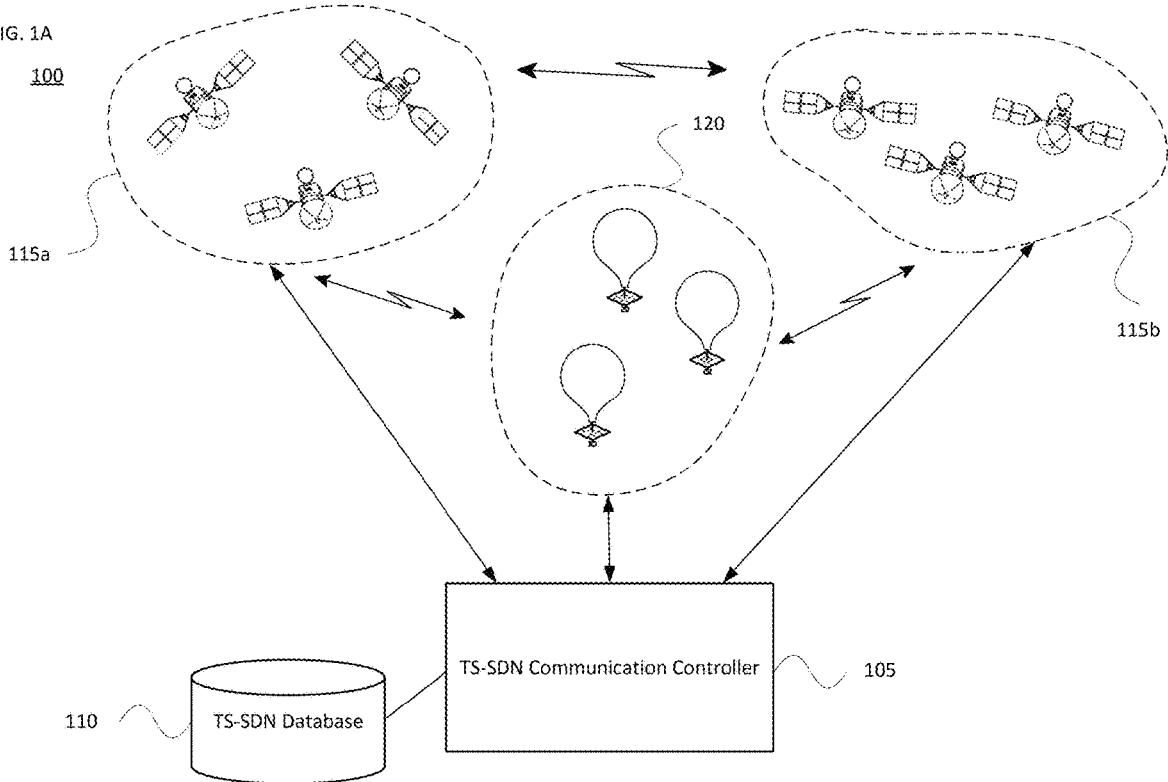 IG. 1A
100
120
115a
115b
TS-SDN Communication Controller
105
110
TS-SDN Database